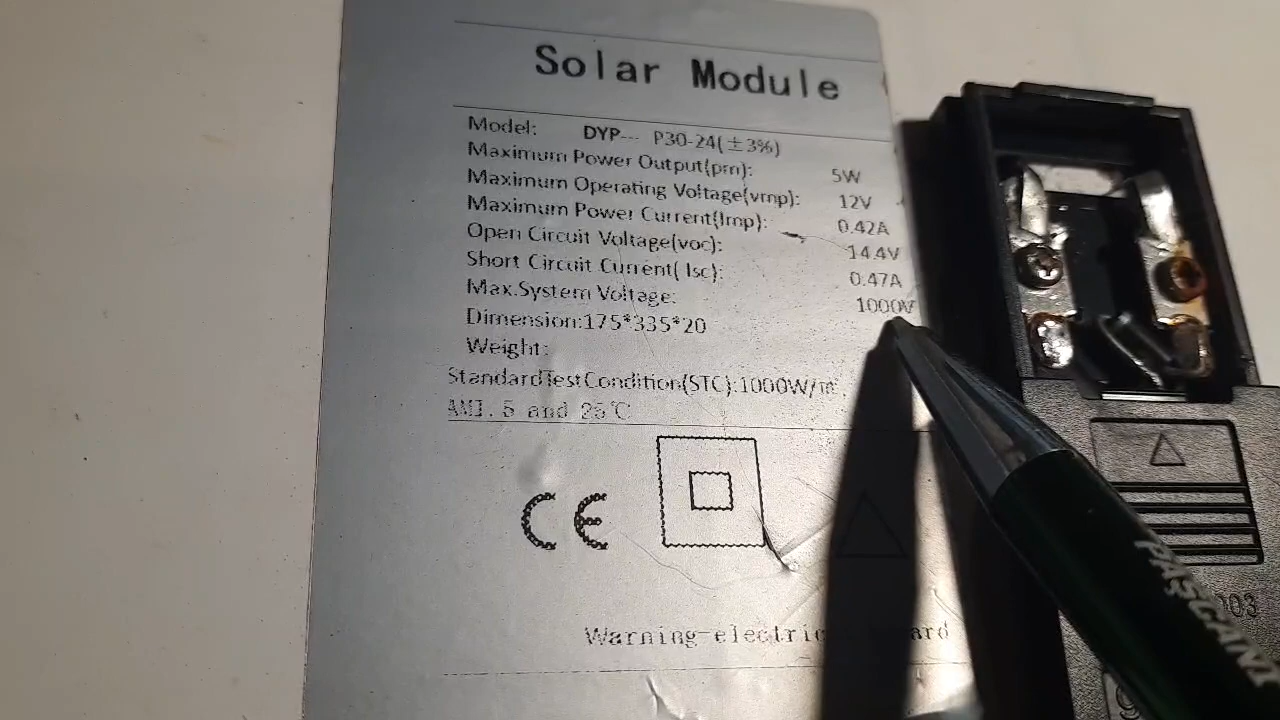 Solar Module
Model: DYP--- P30-24(±3%)
Maximum Power Output(pm): 5W
Maximum Operating Voltage(vmp): 12V
Maximum Power Current(Imp): 0.42A
Open Circuit Voltage(voc): 14.4V
Short Circuit Current( Isc): 0.47A
Max.System Voltage: 1000V
Dimension:175*335*20
Weight:
StandardTestCondition(STC):1000W/㎡,
AM1.5 and 25℃
CE
Warning-electric
PASCANI